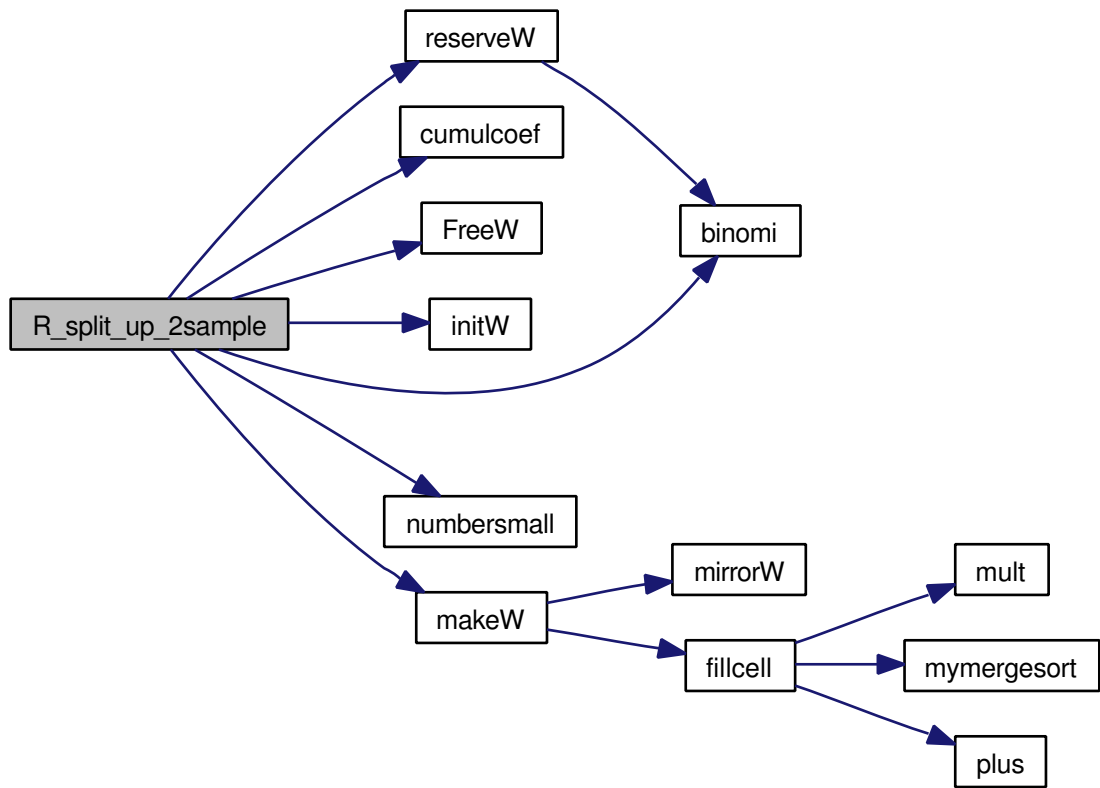 reserveW
cumulcoef
FreeW
binomi
R_split_up_2sample
initW
numbersmall
mirrorW
mult
makeW
fillcell
mymergesort
plus